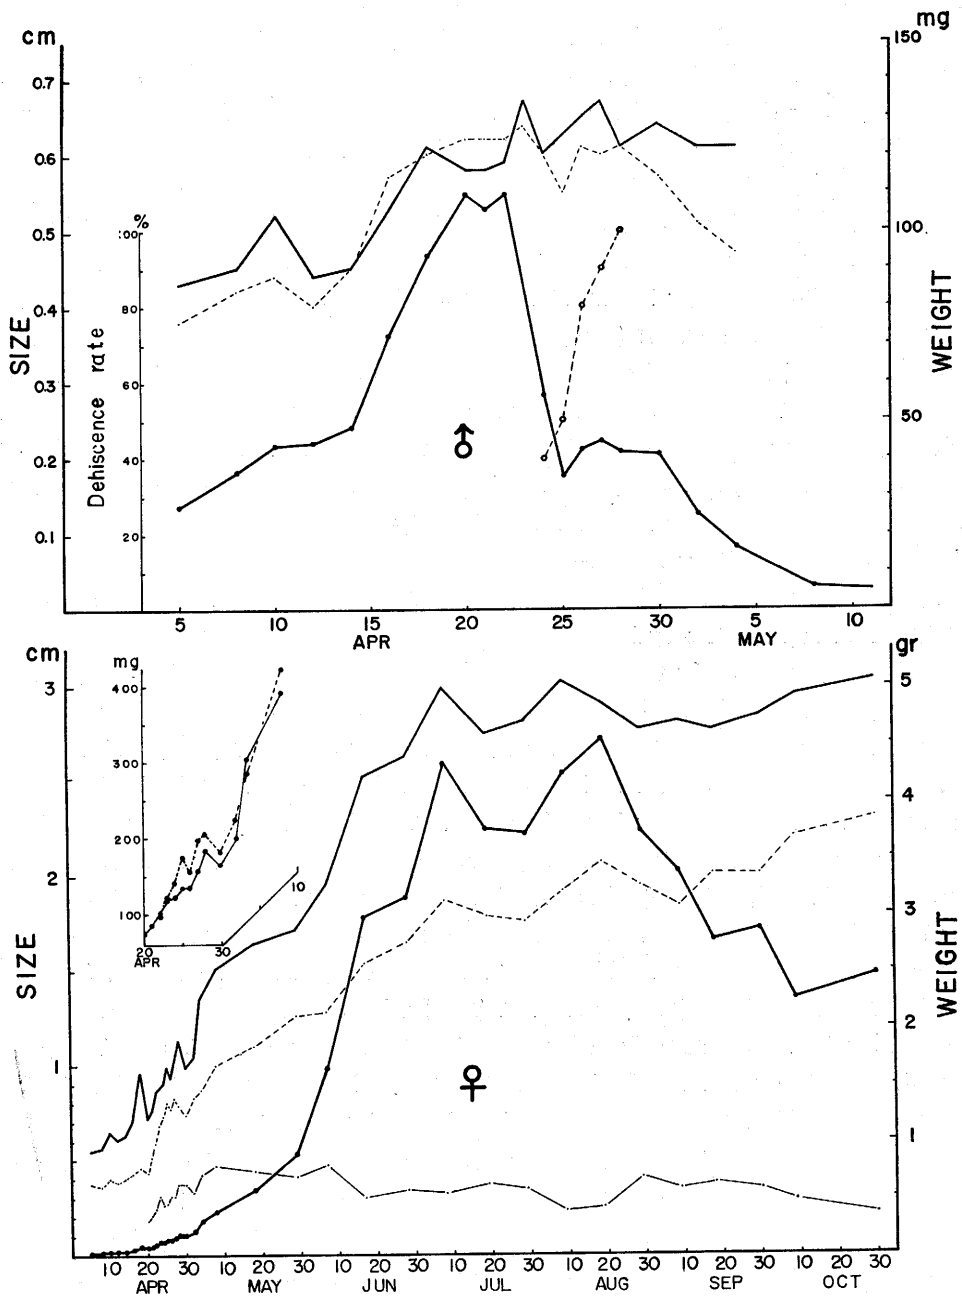 cm
mg
150
0.7
0.6
%
100
0.5
100
0.4
80
SIZE
Dehiscence rate
WEIGHT
0.3
60
50
♂
0.2
40
0.1
20
5 10 15 20 25 30 5 10
APR MAY
cm
gr
mg
3
400
5
300
4
200
2
10
100
3
20 30
APR
SIZE
WEIGHT
2
1
♀
1
10 20 30 10 20 30 10 20 30 10 20 30 10 20 30 10 20 30 10 20 30
APR MAY JUN JUL AUG SEP OCT